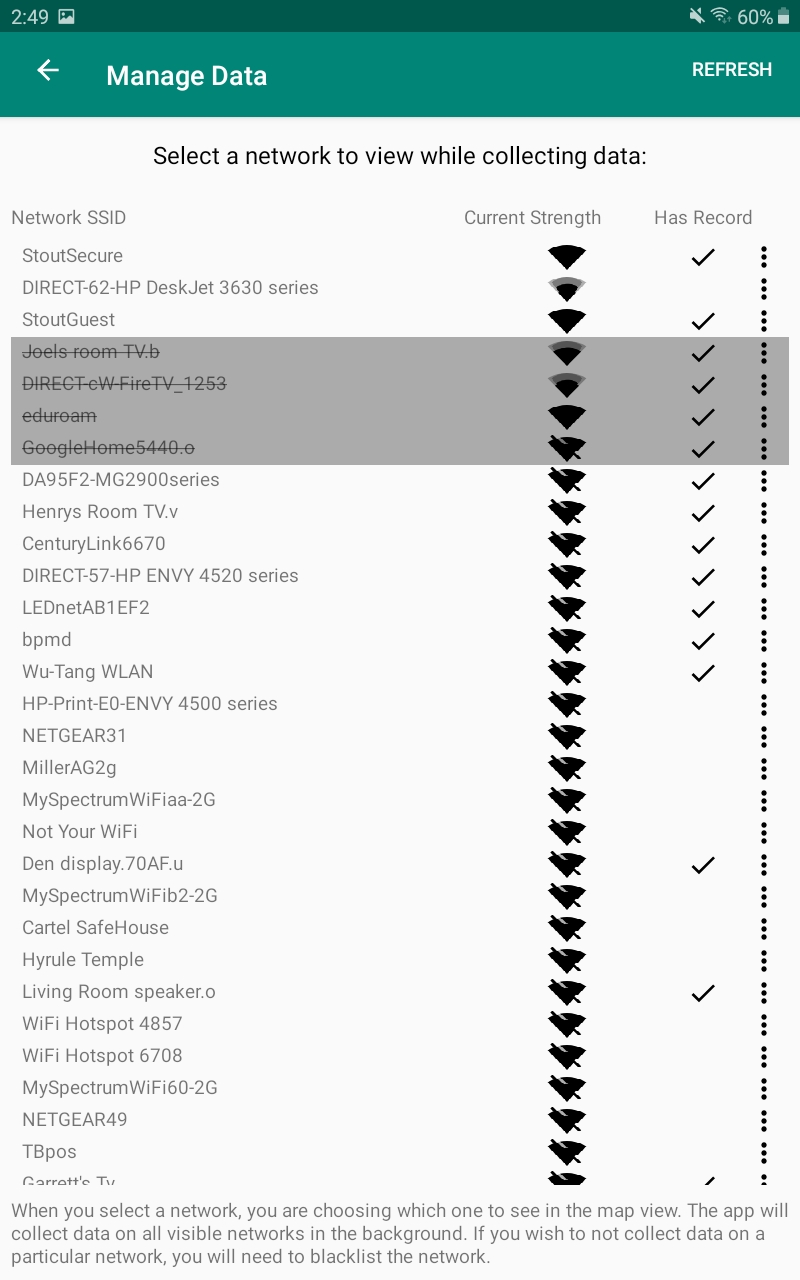 2:49 60%
Manage Data REFRESH
Select a network to view while collecting data:
Network SSID Current Strength Has Record
StoutSecure
DIRECT-62-HP DeskJet 3630 series
StoutGuest
Joels room TV.b
DIRECT-cW-FireTV_1253
eduroam
GoogleHome5440.o
DA95F2-MG2900series
Henrys Room TV.v
CenturyLink6670
DIRECT-57-HP ENVY 4520 series
LEDnetAB1EF2
bpmd
Wu-Tang WLAN
HP-Print-E0-ENVY 4500 series
NETGEAR31
MillerAG2g
MySpectrumWiFiaa-2G
Not Your WiFi
Den display.70AF.u
MySpectrumWiFib2-2G
Cartel SafeHouse
Hyrule Temple
Living Room speaker.o
WiFi Hotspot 4857
WiFi Hotspot 6708
MySpectrumWiFi60-2G
NETGEAR49
TBpos
Garrett's Tv
When you select a network, you are choosing which one to see in the map view. The app will
collect data on all visible networks in the background. If you wish to not collect data on a
particular network, you will need to blacklist the network.